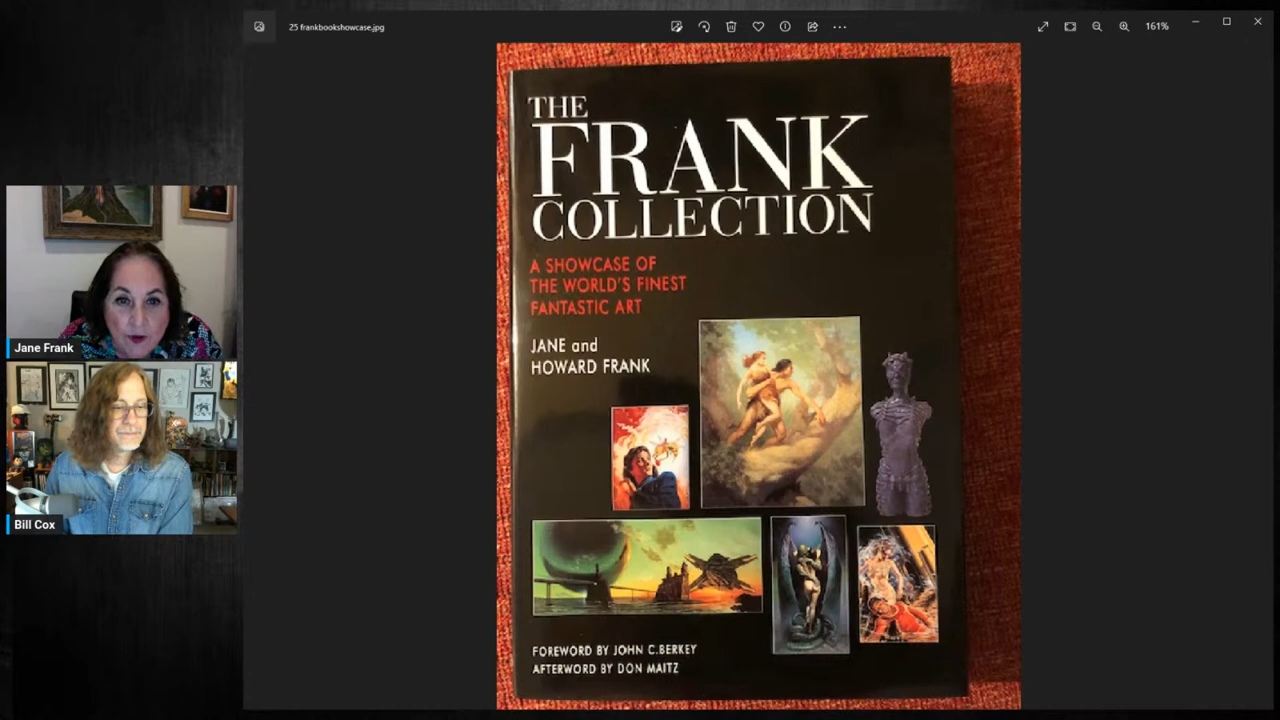 25 frankbookshowcase.jpg
161%
THE
FRANK
COLLECTION
A SHOWCASE OF
THE WORLD'S FINEST
FANTASTIC ART
JANE and
HOWARD FRANK
FOREWORD BY JOHN C.BERKEY
AFTERWORD BY DON MAITZ
Jane Frank
Bill Cox